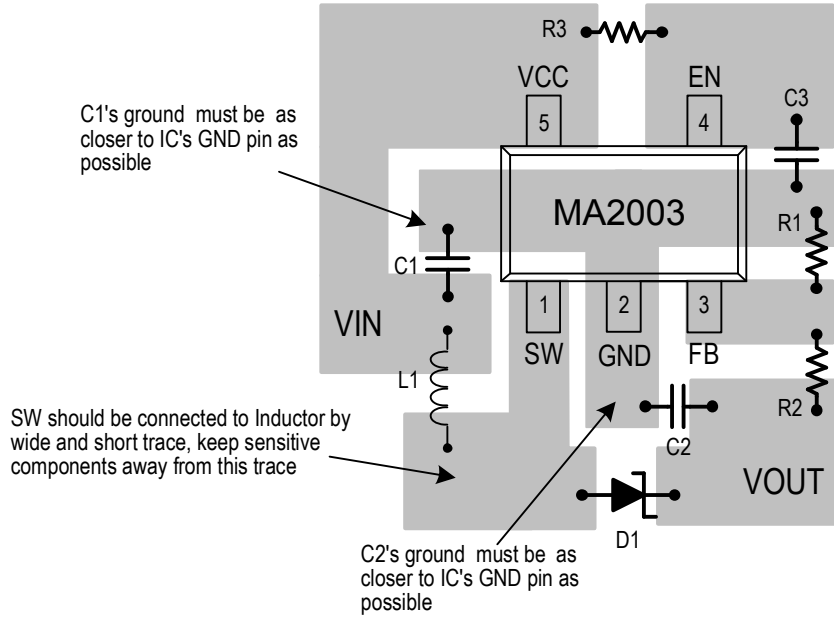 R3
VCC
EN
C3
C1's ground must be as
closer to IC's GND pin as
possible
5
4
MA2003
R1
C1
1
2
3
VIN
SW
GND
FB
L1
R2
SW should be connected to Inductor by
wide and short trace, keep sensitive
components away from this trace
C2
VOUT
D1
C2's ground must be as
closer to IC's GND pin as
possible